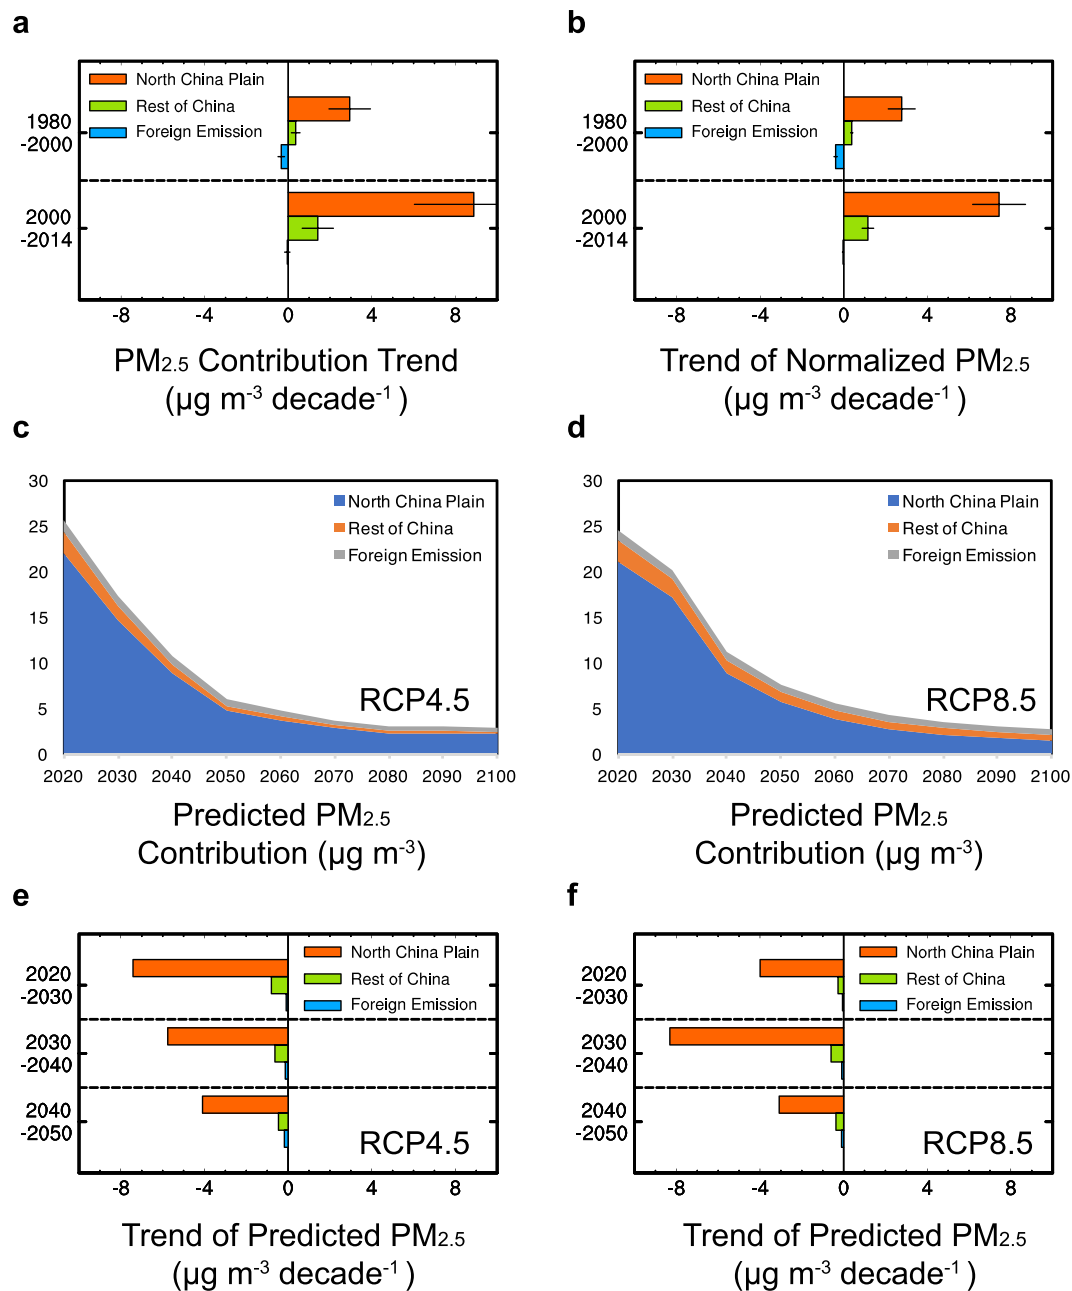 a
North China Plain
Rest of China
Foreign Emission
1980
-2000
2000
-2014
-8 -4 0 4 8
PM2.5 Contribution Trend
(µg m-3 decade-1 )
b
North China Plain
Rest of China
Foreign Emission
1980
-2000
2000
-2014
-8 -4 0 4 8
Trend of Normalized PM2.5
(µg m-3 decade-1 )
c
30
25
20
15
10
5
0
North China Plain
Rest of China
Foreign Emission
RCP4.5
2020 2030 2040 2050 2060 2070 2080 2090 2100
Predicted PM2.5
Contribution (µg m-3)
d
30
25
20
15
10
5
0
North China Plain
Rest of China
Foreign Emission
RCP8.5
2020 2030 2040 2050 2060 2070 2080 2090 2100
Predicted PM2.5
Contribution (µg m-3)
e
North China Plain
Rest of China
Foreign Emission
2020
-2030
2030
-2040
2040
-2050
RCP4.5
-8 -4 0 4 8
Trend of Predicted PM2.5
(µg m-3 decade-1 )
f
North China Plain
Rest of China
Foreign Emission
2020
-2030
2030
-2040
2040
-2050
RCP8.5
-8 -4 0 4 8
Trend of Predicted PM2.5
(µg m-3 decade-1 )